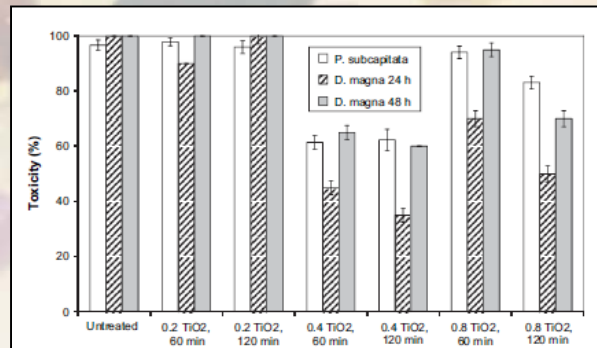 100
80
60
40
20
0
Toxicity (%)
P. subcapitata
D. magna 24 h
D. magna 48 h
Untreated
0.2 TiO2,
60 min
0.2 TiO2,
120 min
0.4 TiO2,
60 min
0.4 TiO2,
120 min
0.8 TiO2,
60 min
0.8 TiO2,
120 min